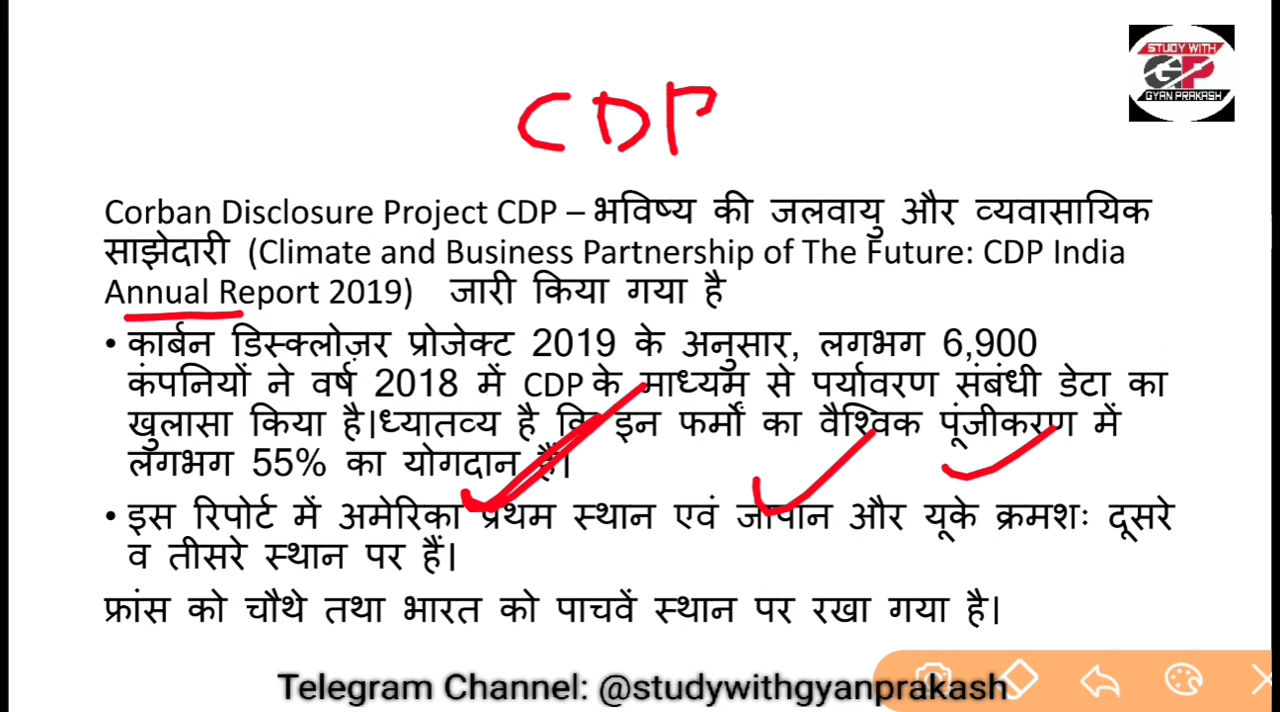 STUDY WITH
GP
GYAN PRAKASH
CDP
Corban Disclosure Project CDP – भविष्य की जलवायु और व्यवासायिक
साझेदारी (Climate and Business Partnership of The Future: CDP India
Annual Report 2019) जारी किया गया है
• कार्बन डिस्क्लोज़र प्रोजेक्ट 2019 के अनुसार, लगभग 6,900
कंपनियों ने वर्ष 2018 में CDP के माध्यम से पर्यावरण संबंधी डेटा का
खुलासा किया है।ध्यातव्य है कि इन फर्मों का वैश्विक पूंजीकरण में
लगभग 55% का योगदान है।
• इस रिपोर्ट में अमेरिका प्रथम स्थान एवं जापान और यूके क्रमशः दूसरे
व तीसरे स्थान पर हैं।
फ्रांस को चौथे तथा भारत को पाचवें स्थान पर रखा गया है।
Telegram Channel: @studywithgyanprakash